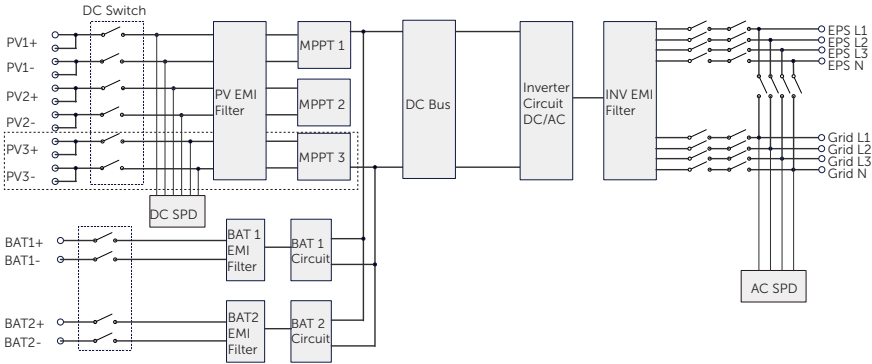 DC Switch
PV1+
PV1-
PV2+
PV2-
PV3+
PV3-
PV EMI
Filter
MPPT 1
MPPT 2
MPPT 3
DC Bus
Inverter
Circuit
DC/AC
INV EMI
Filter
EPS L1
EPS L2
EPS L3
EPS N
Grid L1
Grid L2
Grid L3
Grid N
DC SPD
AC SPD
BAT1+
BAT1-
BAT 1
EMI
Filter
BAT 1
Circuit
BAT2+
BAT2-
BAT2
EMI
Filter
BAT 2
Circuit